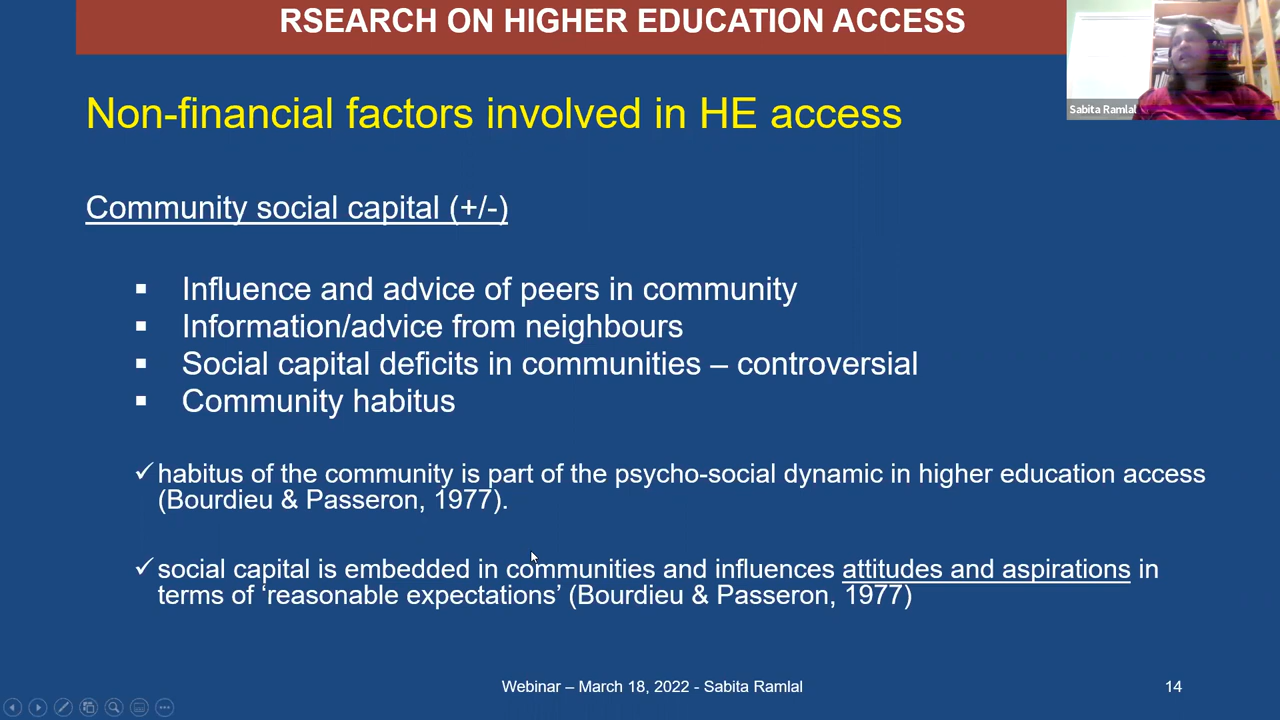 RSEARCH ON HIGHER EDUCATION ACCESS
Sabita Ramlal
Non-financial factors involved in HE access
Community social capital (+/-)
▪ Influence and advice of peers in community
▪ Information/advice from neighbours
▪ Social capital deficits in communities – controversial
▪ Community habitus
✓habitus of the community is part of the psycho-social dynamic in higher education access
(Bourdieu & Passeron, 1977).
✓social capital is embedded in communities and influences attitudes and aspirations in
terms of ‘reasonable expectations’ (Bourdieu & Passeron, 1977)
Webinar – March 18, 2022 - Sabita Ramlal
14